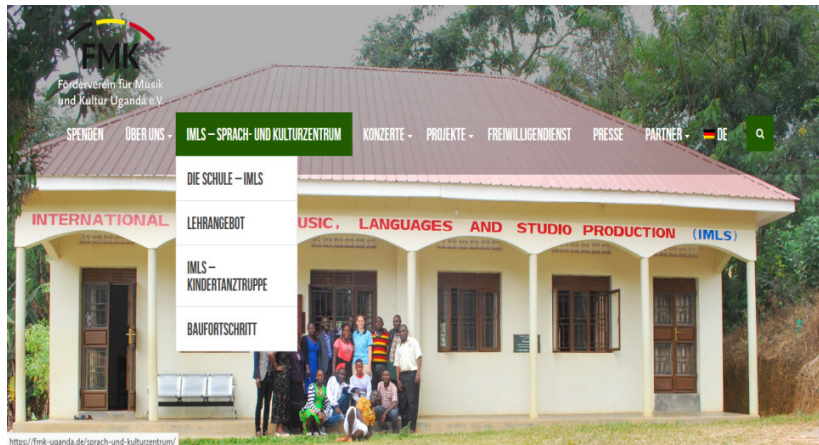 FMK
Förderverein für Musik
und Kultur Uganda e.V.
SPENDEN ÜBER UNS IMLS – SPRACH- UND KULTURZENTRUM KONZERTE PROJEKTE FREIWILLIGENDIENST PRESSE PARTNER DE
DIE SCHULE – IMLS
LEHRANGEBOT
IMLS –
KINDERTANZTRUPPE
BAUFORTSCHRITT
INTERNATIONAL USIC, LANGUAGES AND STUDIO PRODUCTION (IMLS)
https://fmk-uganda.de/sprach-und-kulturzentrum/